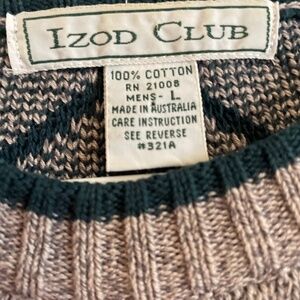 IZOD CLUB
100% COTTON
RN 21008
MENS - L
MADE IN AUSTRALIA
CARE INSTRUCTION
SEE REVERSE
#321A